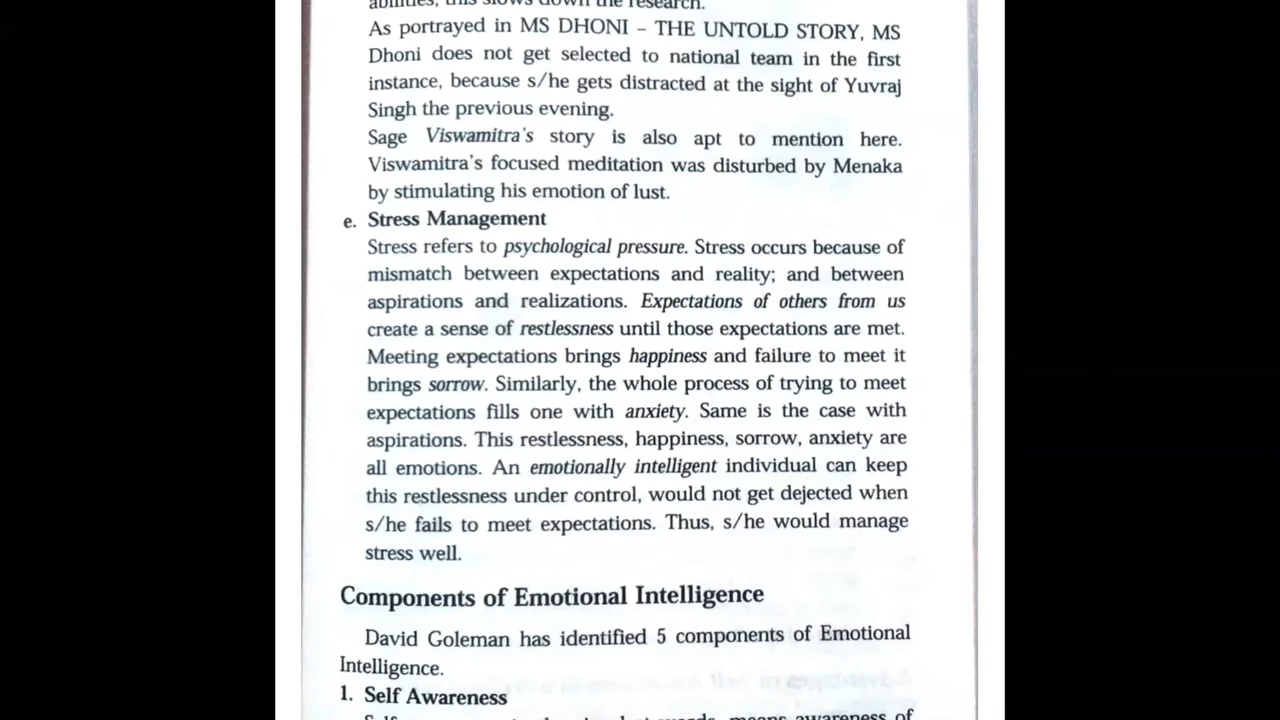 abilities, this slows down the research.
As portrayed in MS DHONI – THE UNTOLD STORY, MS
Dhoni does not get selected to national team in the first
instance, because s/he gets distracted at the sight of Yuvraj
Singh the previous evening.
Sage Viswamitra's story is also apt to mention here.
Viswamitra's focused meditation was disturbed by Menaka
by stimulating his emotion of lust.
e. Stress Management
Stress refers to psychological pressure. Stress occurs because of
mismatch between expectations and reality; and between
aspirations and realizations. Expectations of others from us
create a sense of restlessness until those expectations are met.
Meeting expectations brings happiness and failure to meet it
brings sorrow. Similarly, the whole process of trying to meet
expectations fills one with anxiety. Same is the case with
aspirations. This restlessness, happiness, sorrow, anxiety are
all emotions. An emotionally intelligent individual can keep
this restlessness under control, would not get dejected when
s/he fails to meet expectations. Thus, s/he would manage
stress well.
Components of Emotional Intelligence
David Goleman has identified 5 components of Emotional
Intelligence.
1. Self Awareness
means awareness of